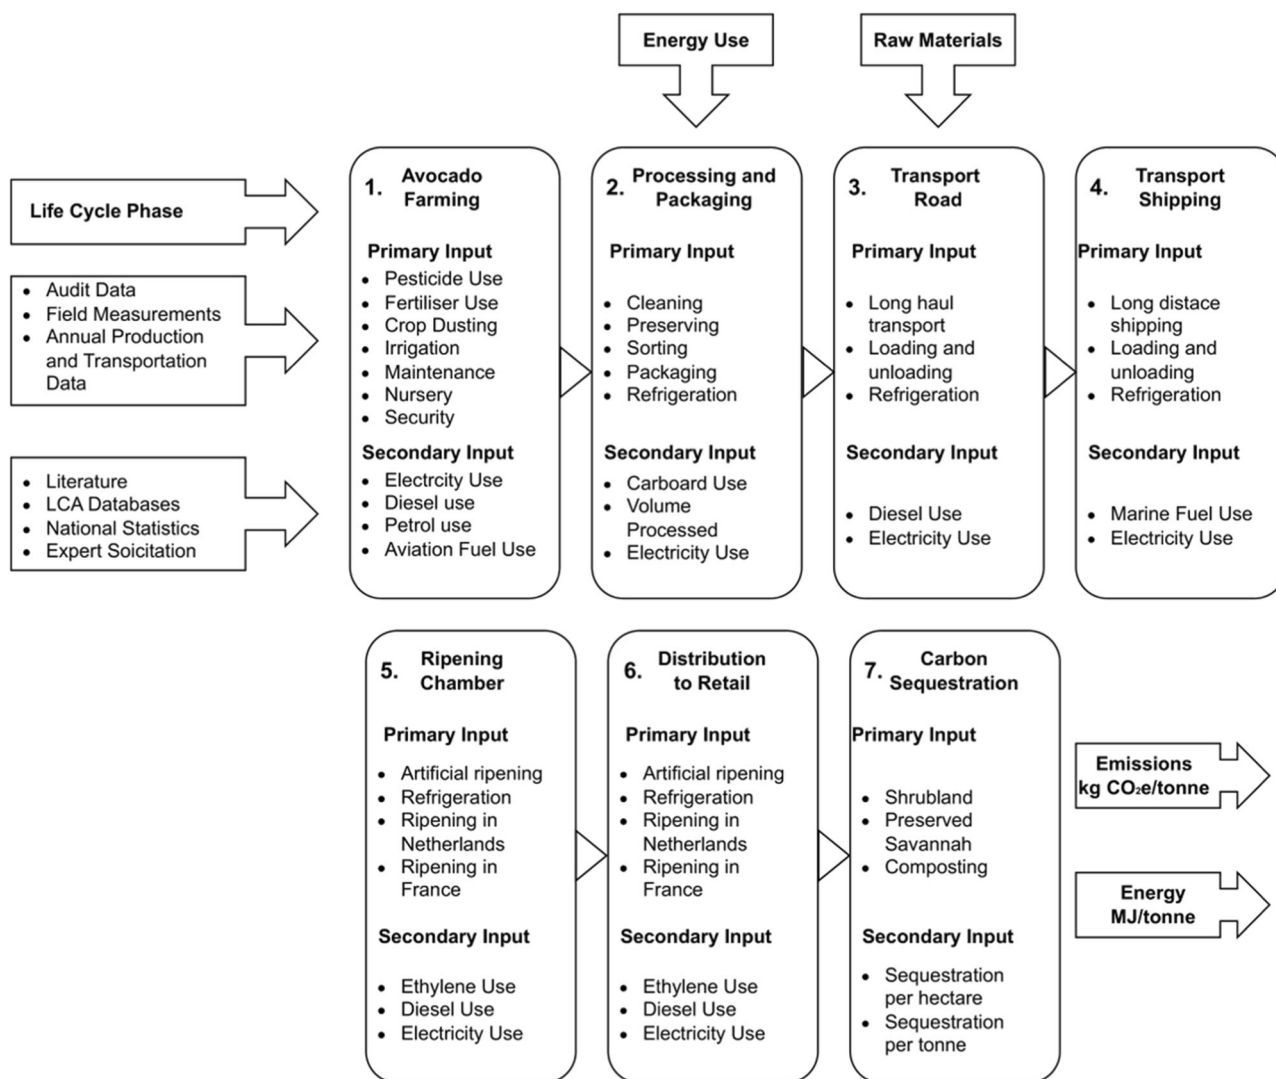 Energy Use
Raw Materials
Life Cycle Phase
• Audit Data
• Field Measurements
• Annual Production
and Transportation
Data
• Literature
• LCA Databases
• National Statistics
• Expert Soicitation
1. Avocado
Farming
Primary Input
• Pesticide Use
• Fertiliser Use
• Crop Dusting
• Irrigation
• Maintenance
• Nursery
• Security
Secondary Input
• Electrcity Use
• Diesel use
• Petrol use
• Aviation Fuel Use
2. Processing and
Packaging
Primary Input
• Cleaning
• Preserving
• Sorting
• Packaging
• Refrigeration
Secondary Input
• Carboard Use
• Volume
Processed
• Electricity Use
3. Transport
Road
Primary Input
• Long haul
transport
• Loading and
unloading
• Refrigeration
Secondary Input
• Diesel Use
• Electricity Use
4. Transport
Shipping
Primary Input
• Long distace
shipping
• Loading and
unloading
• Refrigeration
Secondary Input
• Marine Fuel Use
• Electricity Use
5. Ripening
Chamber
Primary Input
• Artificial ripening
• Refrigeration
• Ripening in
Netherlands
• Ripening in
France
Secondary Input
• Ethylene Use
• Diesel Use
• Electricity Use
6. Distribution
to Retail
Primary Input
• Artificial ripening
• Refrigeration
• Ripening in
Netherlands
• Ripening in
France
Secondary Input
• Ethylene Use
• Diesel Use
• Electricity Use
7. Carbon
Sequestration
Primary Input
• Shrubland
• Preserved
Savannah
• Composting
Secondary Input
• Sequestration
per hectare
• Sequestration
per tonne
Emissions
kg CO₂e/tonne
Energy
MJ/tonne